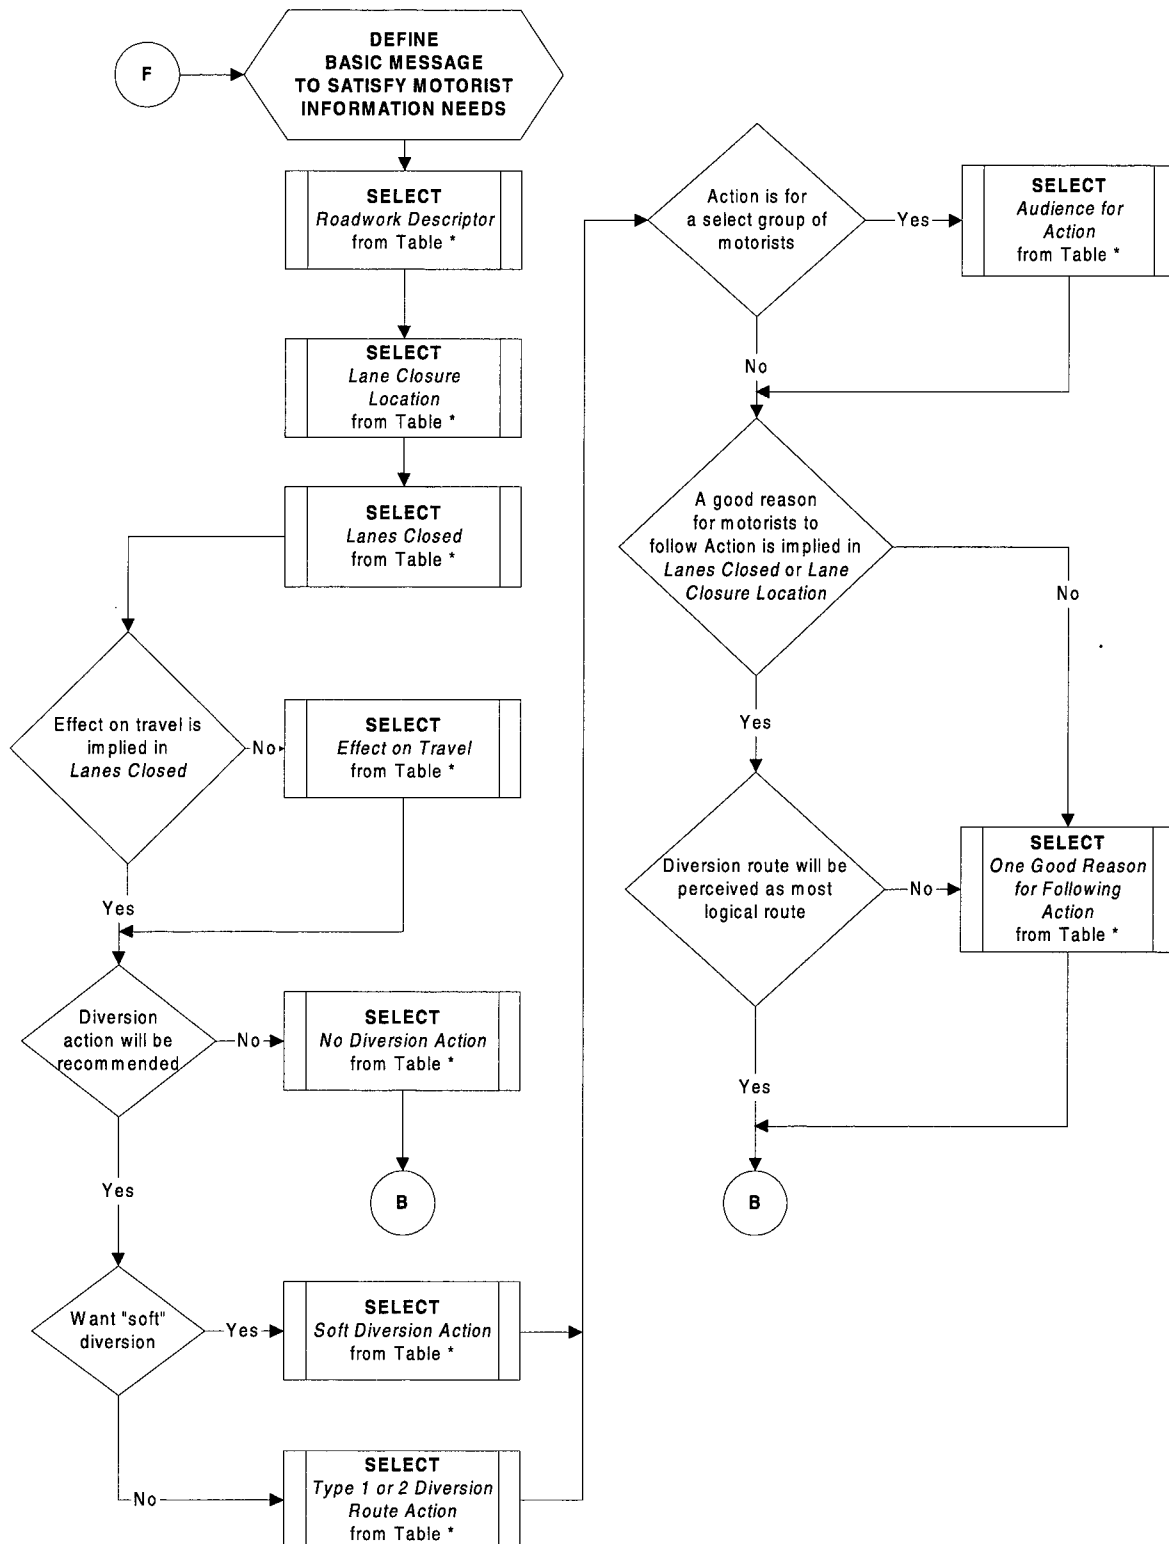 F
DEFINE
BASIC MESSAGE
TO SATISFY MOTORIST
INFORMATION NEEDS
SELECT
Roadwork Descriptor
from Table *
SELECT
Lane Closure
Location
from Table *
SELECT
Lanes Closed
from Table *
Effect on travel is
implied in
Lanes Closed
No
SELECT
Effect on Travel
from Table *
Yes
Diversion
action will be
recommended
No
SELECT
No Diversion Action
from Table *
B
Yes
Want "soft"
diversion
Yes
SELECT
Soft Diversion Action
from Table *
No
SELECT
Type 1 or 2 Diversion
Route Action
from Table *
Action is for
a select group of
motorists
Yes
SELECT
Audience for
Action
from Table *
No
A good reason
for motorists to
follow Action is implied in
Lanes Closed or Lane
Closure Location
No
Yes
Diversion route will be
perceived as most
logical route
No
SELECT
One Good Reason
for Following
Action
from Table *
Yes
B